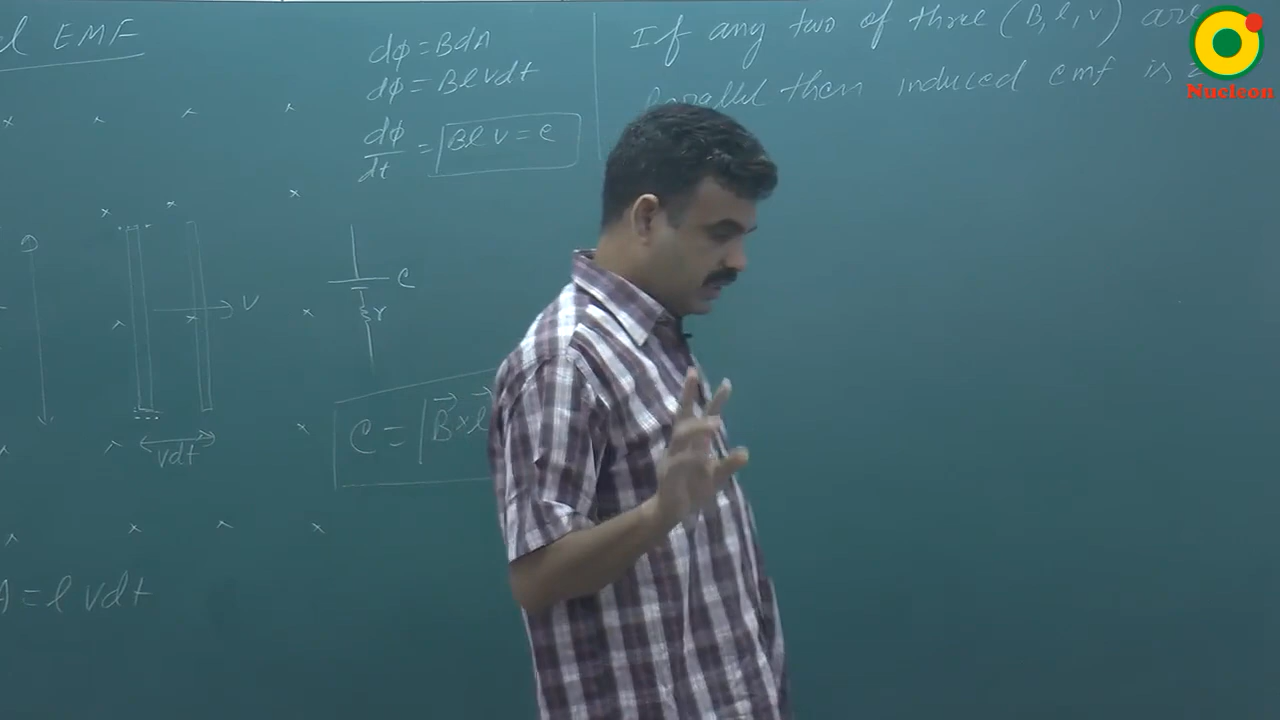 l EMF
dϕ = BdA
dϕ = Blvdt
dϕ/dt = Blv = e
If any two of three (B, l, v) are
Parallel then induced emf is
Nucleon
v
e
r
e = |B⃗×l
vdt
A = l vdt